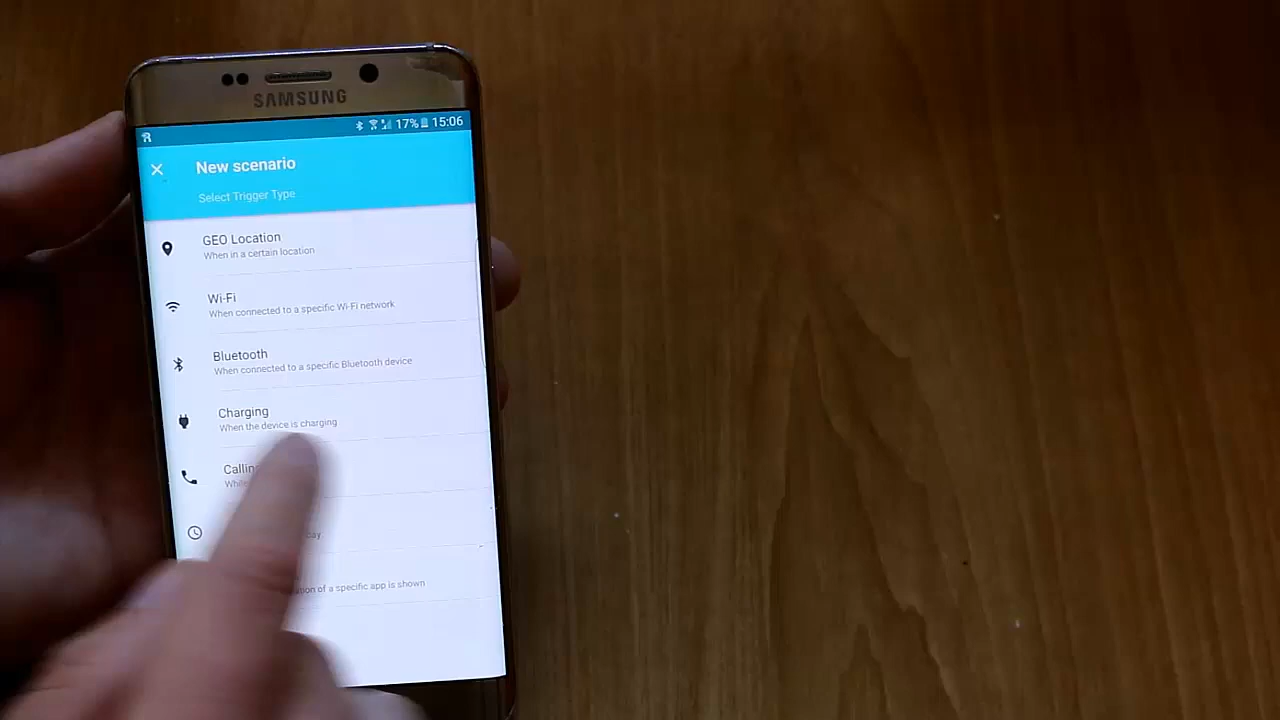 SAMSUNG
17% 15:06
New scenario
Select Trigger Type
GEO Location
When in a certain location
Wi-Fi
When connected to a specific Wi-Fi network
Bluetooth
When connected to a specific Bluetooth device
Charging
When the device is charging
of a specific app is shown